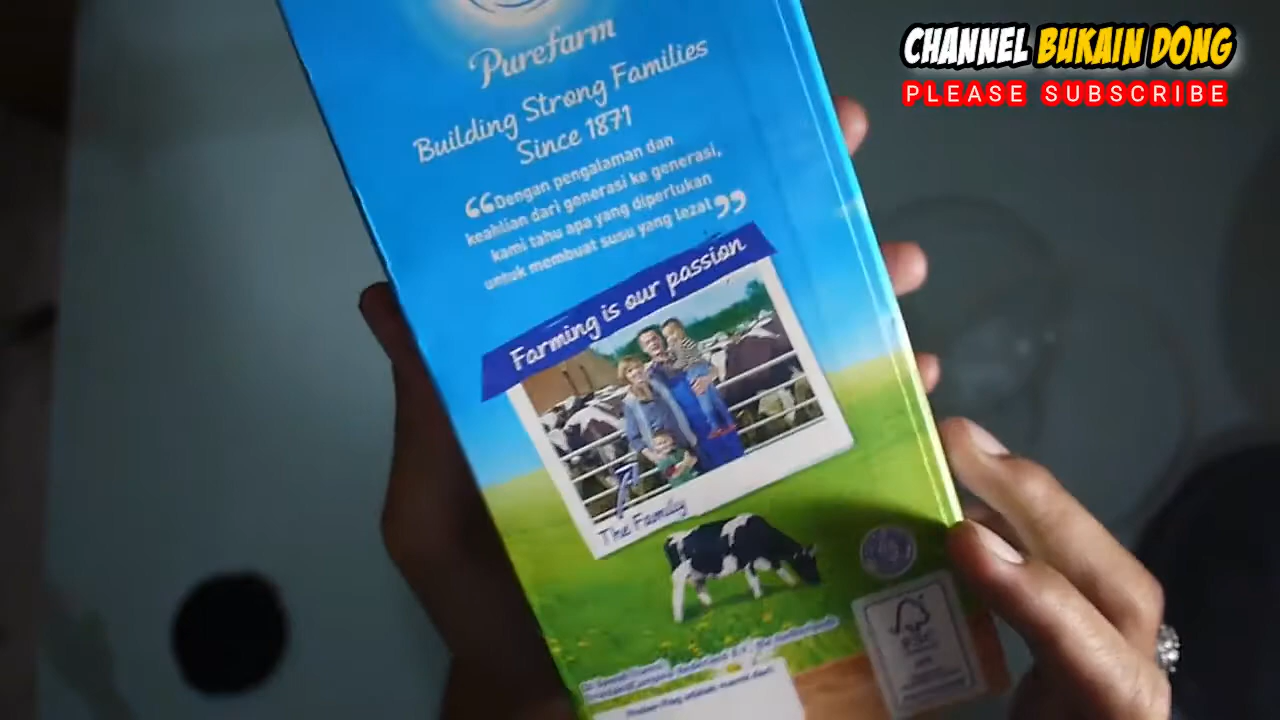 CHANNEL BUKAIN DONG
PLEASE SUBSCRIBE
Purefarm
Building Strong Families
Since 1871
“Dengan pengalaman dan
keahlian dari generasi ke generasi,
kami tahu apa yang diperlukan
untuk membuat susu yang lezat”
Farming is our passion
The Family
FSC